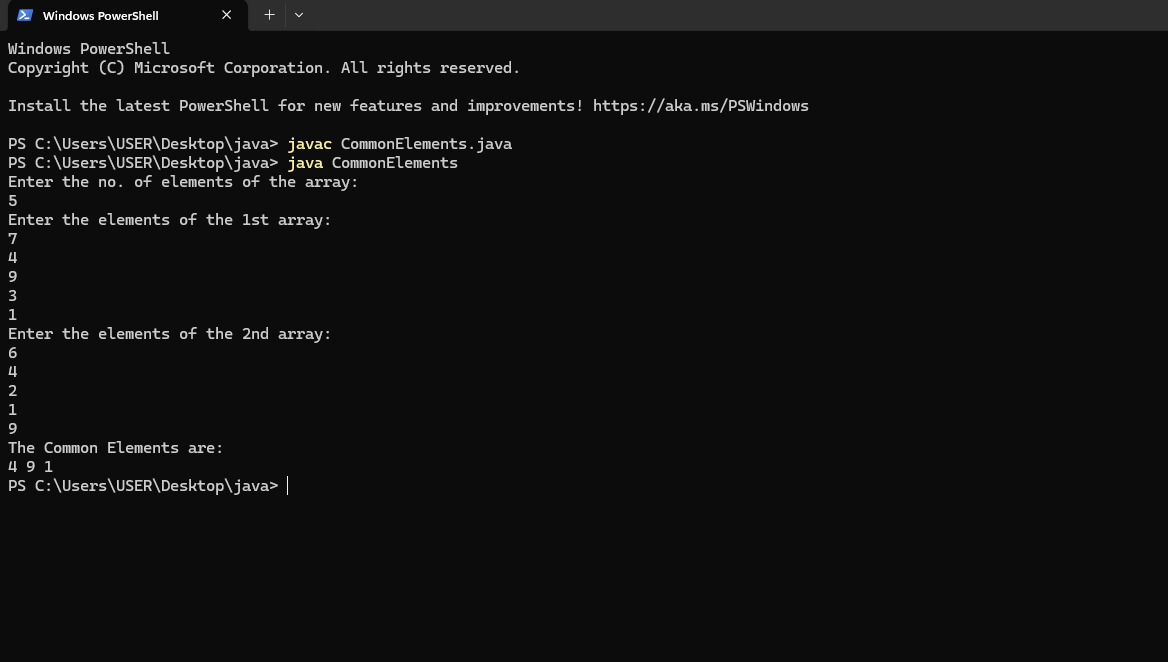 Windows PowerShell
Windows PowerShell
Copyright (C) Microsoft Corporation. All rights reserved.
Install the latest PowerShell for new features and improvements! https://aka.ms/PSWindows
PS C:\Users\USER\Desktop\java> javac CommonElements.java
PS C:\Users\USER\Desktop\java> java CommonElements
Enter the no. of elements of the array:
5
Enter the elements of the 1st array:
7
4
9
3
1
Enter the elements of the 2nd array:
6
4
2
1
9
The Common Elements are:
4 9 1
PS C:\Users\USER\Desktop\java>